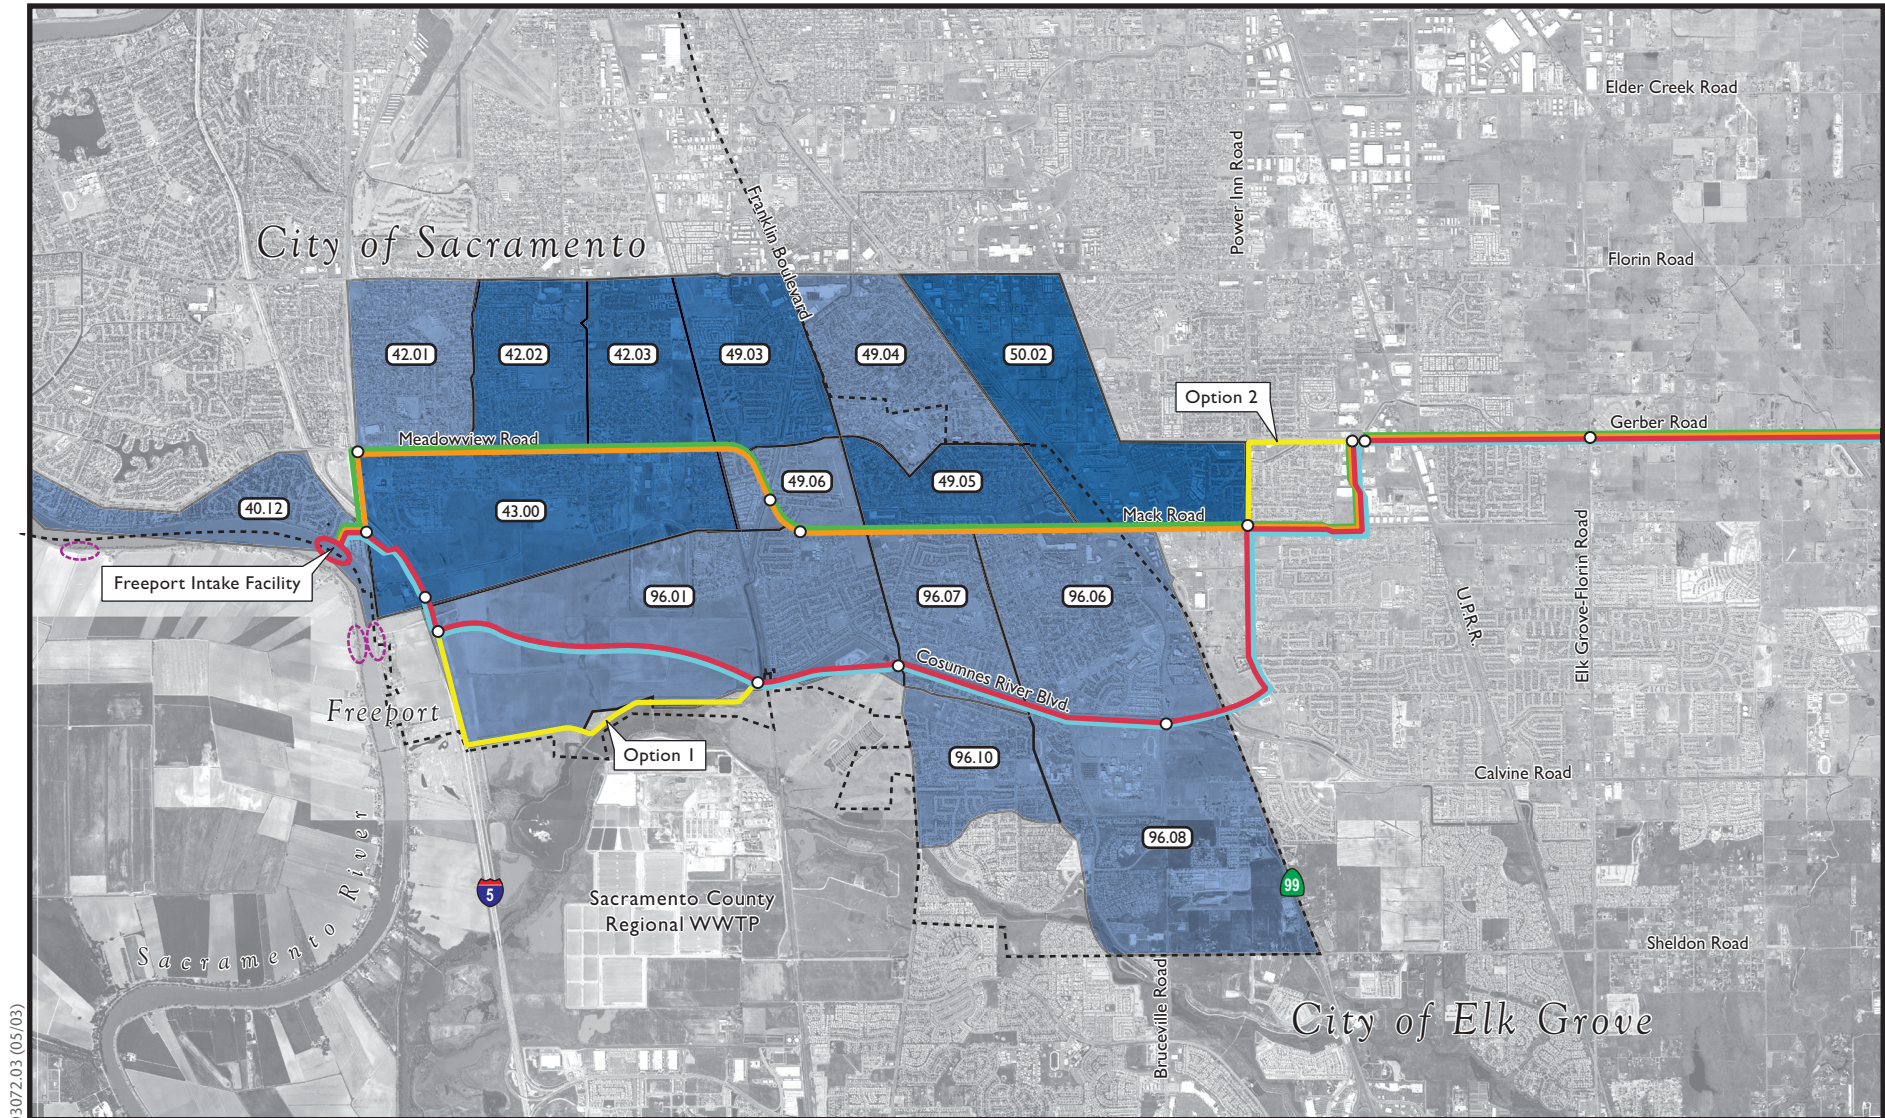 Elder Creek Road
Power Inn Road
Franklin Boulevard
City of Sacramento
Florin Road
42.01
42.02
42.03
49.03
49.04
50.02
Option 2
Gerber Road
Meadowview Road
49.06
49.05
40.12
43.00
Mack Road
Elk Grove-Florin Road
Freeport Intake Facility
96.01
96.07
96.06
U.P.R.R.
Cosumnes River Blvd.
Freeport
Option 1
96.10
Calvine Road
96.08
Sacramento River
5
99
Sacramento County
Regional WWTP
Sheldon Road
Bruceville Road
City of Elk Grove
03072.03 (05/03)